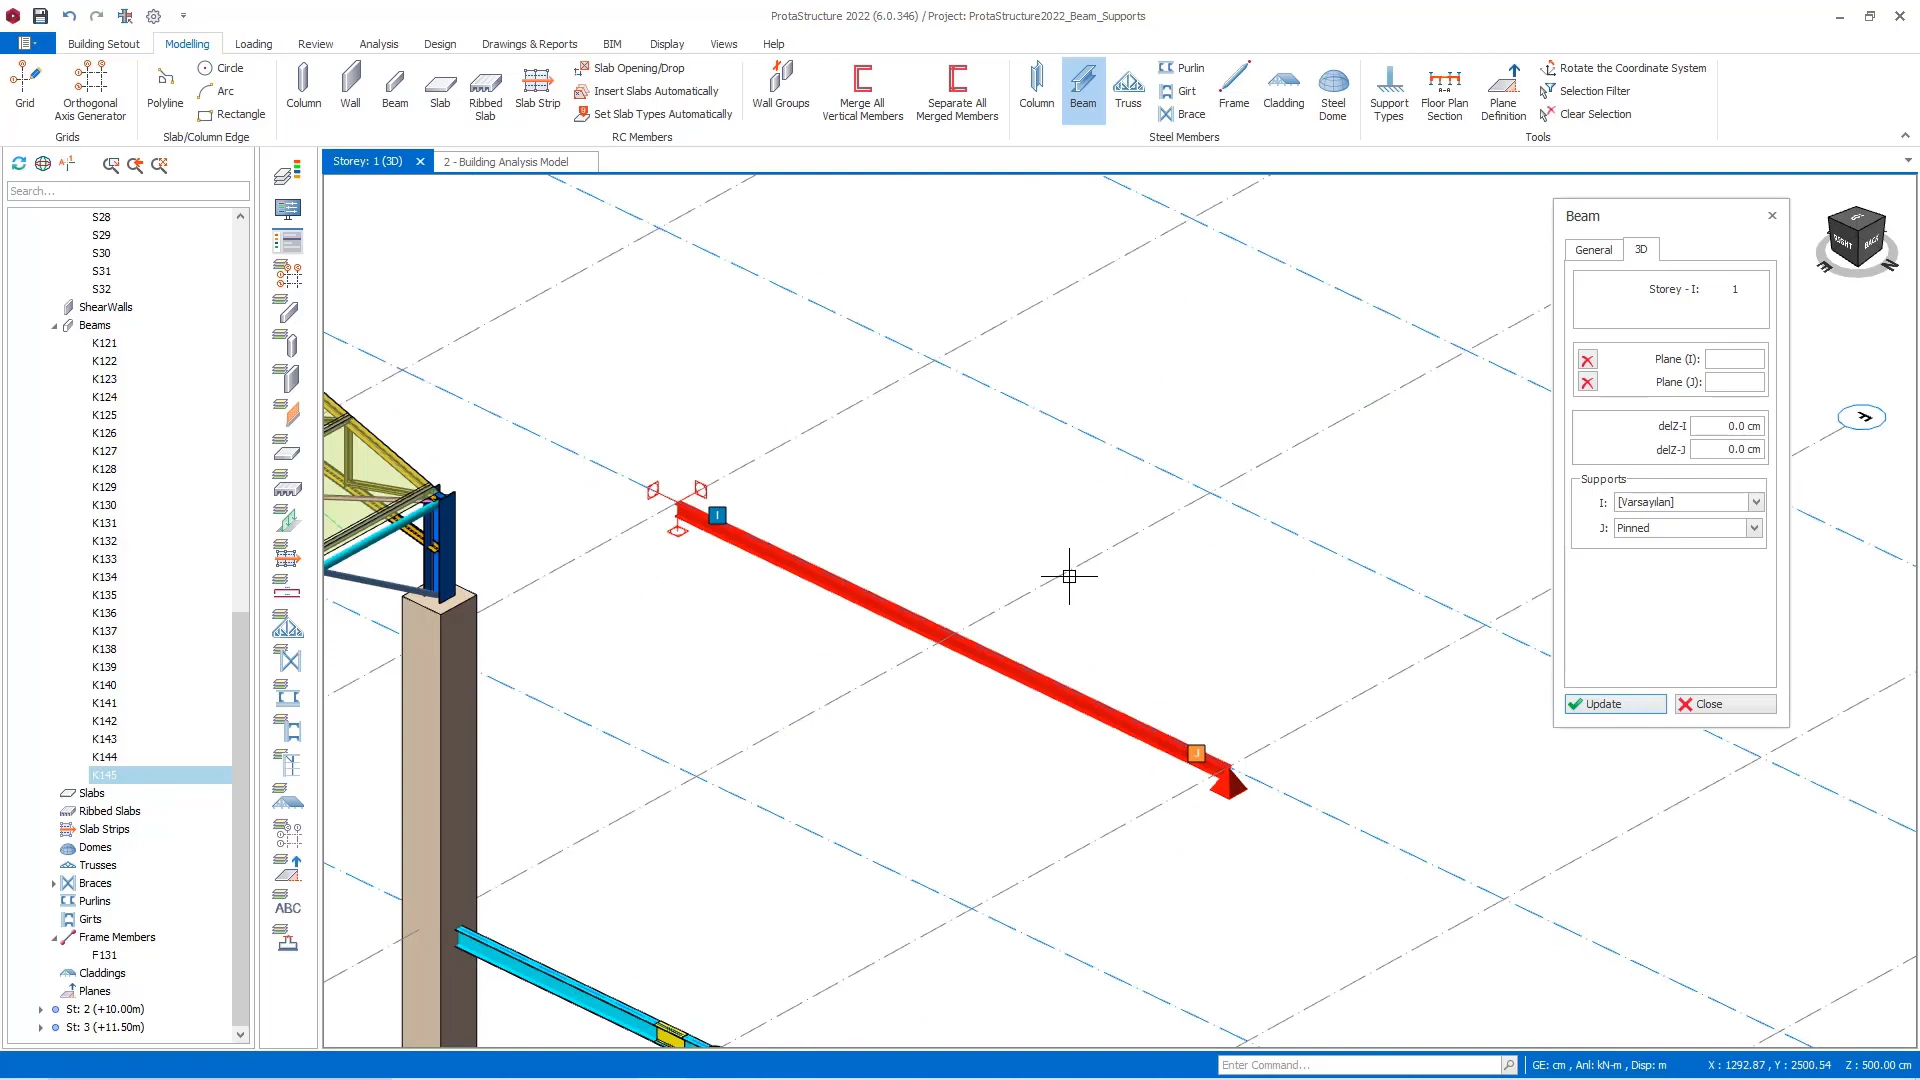 ProtaStructure 2022 (6.0.346) / Project: ProtaStructure2022_Beam_Supports
Building Setout Modelling Loading Review Analysis Design Drawings & Reports BIM Display Views Help
Grid
Orthogonal Axis Generator
Grids
Polyline
Circle
Arc
Rectangle
Slab/Column Edge
Column
Wall
Beam
Slab
Ribbed Slab
Slab Strip
Slab Opening/Drop
Insert Slabs Automatically
Set Slab Types Automatically
RC Members
Wall Groups
Merge All Vertical Members
Separate All Merged Members
Column
Beam
Truss
Purlin
Girt
Brace
Frame
Cladding
Steel Dome
Steel Members
Support Types
Floor Plan Section
Plane Definition
Rotate the Coordinate System
Selection Filter
Clear Selection
Tools
Search...
Storey: 1 (3D)
2 - Building Analysis Model
S28
S29
S30
S31
S32
ShearWalls
Beams
K121
K122
K123
K124
K125
K126
K127
K128
K129
K130
K131
K132
K133
K134
K135
K136
K137
K138
K139
K140
K141
K142
K143
K144
K145
Slabs
Ribbed Slabs
Slab Strips
Domes
Trusses
Braces
Purlins
Girts
Frame Members
F131
Claddings
Planes
St: 2 (+10.00m)
St: 3 (+11.50m)
ABC
I
J
Beam
General
3D
Storey - I: 1
Plane (I):
Plane (J):
delZ-I 0.0 cm
delZ-J 0.0 cm
Supports
I: [Varsayılan]
J: Pinned
Update
Close
RIGHT
BACK
E
N
Enter Command...
GE: cm , Anl: kN-m , Disp: m
X : 1292.87 , Y : 2500.54 Z : 500.00 cm